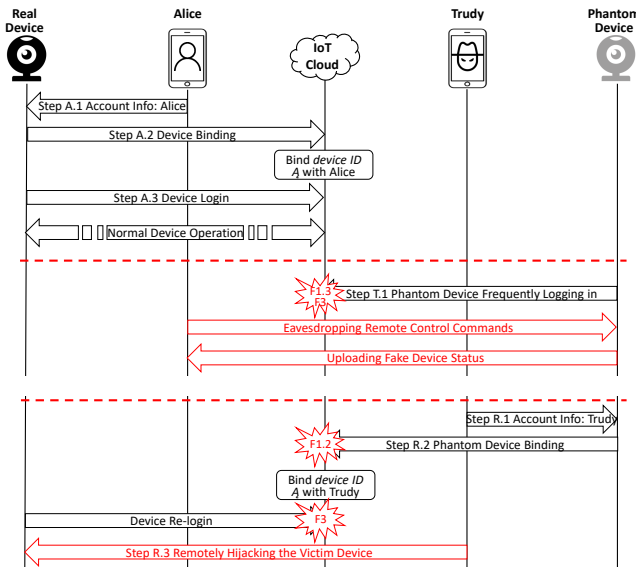 Real
Device
Alice
IoT
Cloud
Trudy
Phantom
Device
Step A.1 Account Info: Alice
Step A.2 Device Binding
Bind device ID
A with Alice
Step A.3 Device Login
Normal Device Operation
F1.3
F3
Step T.1 Phantom Device Frequently Logging in
Eavesdropping Remote Control Commands
Uploading Fake Device Status
Step R.1 Account Info: Trudy
F1.2
Step R.2 Phantom Device Binding
Bind device ID
A with Trudy
Device Re-login
F3
Step R.3 Remotely Hijacking the Victim Device